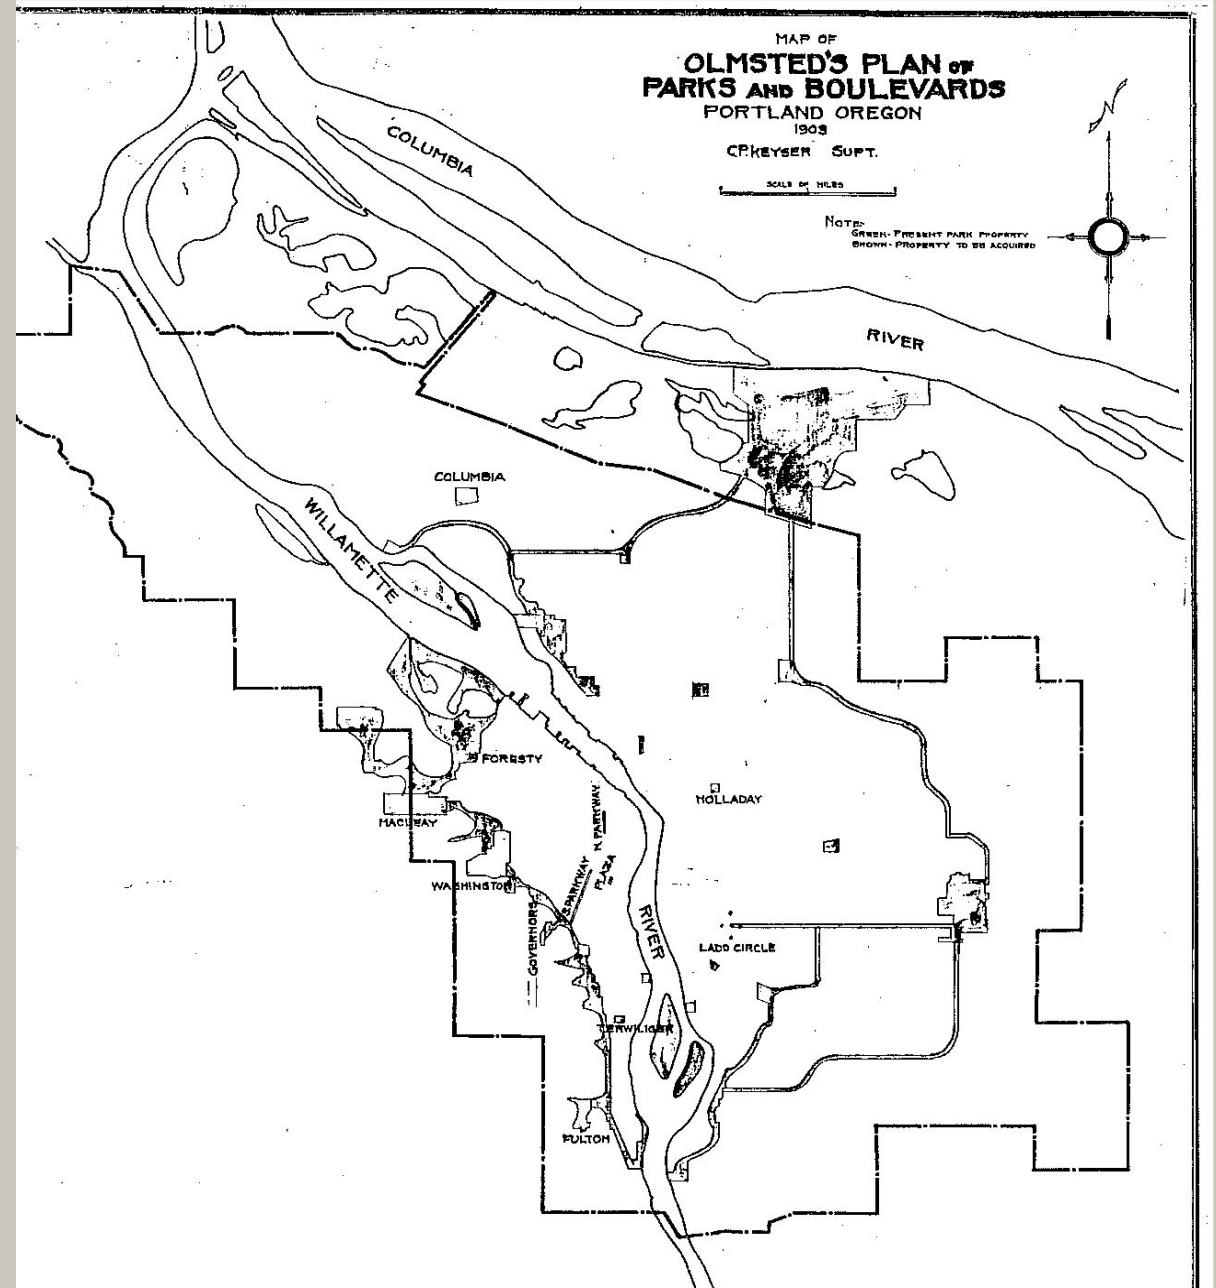 MAP OF
OLMSTED'S PLAN OF
PARKS AND BOULEVARDS
PORTLAND OREGON
1903
C.P. KEYSER SUPT.
SCALE OF MILES
NOTE:-
GREEN - PRESENT PARK PROPERTY
BROWN - PROPERTY TO BE ACQUIRED
N
COLUMBIA
RIVER
COLUMBIA
WILLAMETTE
FORESTY
MACLEAY
N. PARKWAY
HOLLADAY
PLAZA
S. PARKWAY
WASHINGTON
GOVERNORS
RIVER
LADD CIRCLE
TERWILIGER
FULTON